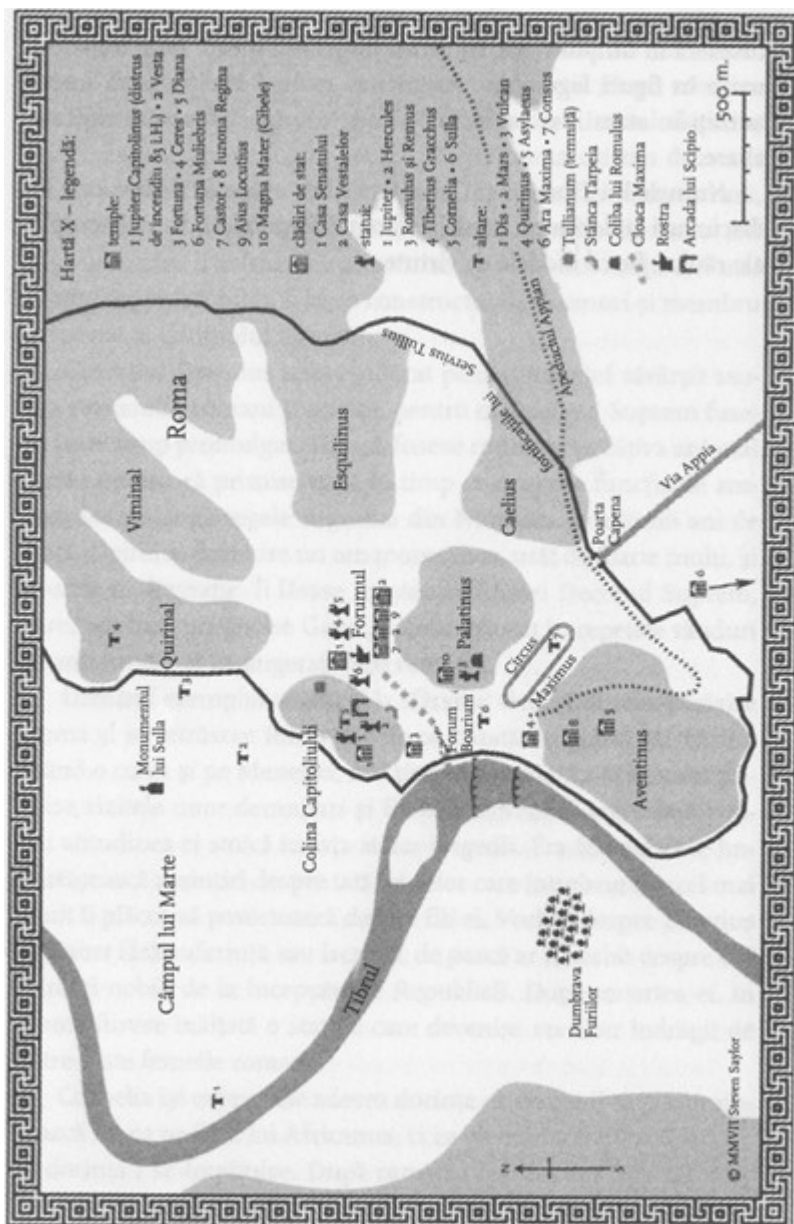 Hartă X – legendă:
temple:
1 Jupiter Capitolinus (distrus
de incendiu 83 î.H.) • 2 Vesta
3 Fortuna • 4 Ceres • 5 Diana
6 Fortuna Muliebris
7 Castor • 8 Iunona Regina
9 Aius Locutius
10 Magna Mater (Cibele)
clădiri de stat:
1 Casa Senatului
2 Casa Vestalelor
statui:
1 Jupiter • 2 Hercules
3 Romulus și Remus
4 Tiberius Gracchus
5 Cornelia • 6 Sulla
altare:
1 Dis • 2 Mars • 3 Vulcan
4 Quirinus • 5 Asylaeus
6 Ara Maxima • 7 Consus
Tullianum (temniță)
Stânca Tarpeia
Coliba lui Romulus
Cloaca Maxima
Rostra
Arcada lui Scipio
500 m.
Roma
Viminal
Quirinal
Esquilinus
Monumentul
lui Sulla
Câmpul lui Marte
Colina Capitoliului
Forumul
Palatinus
Caelius
fortificațiile lui
Servius Tullius
Apeductul Appian
Via Appia
Poarta
Capena
Circus
Maximus
Forum
Boarium
Aventinus
Tibrul
Dumbrava
Furiilor
N
© MMVII Steven Saylor